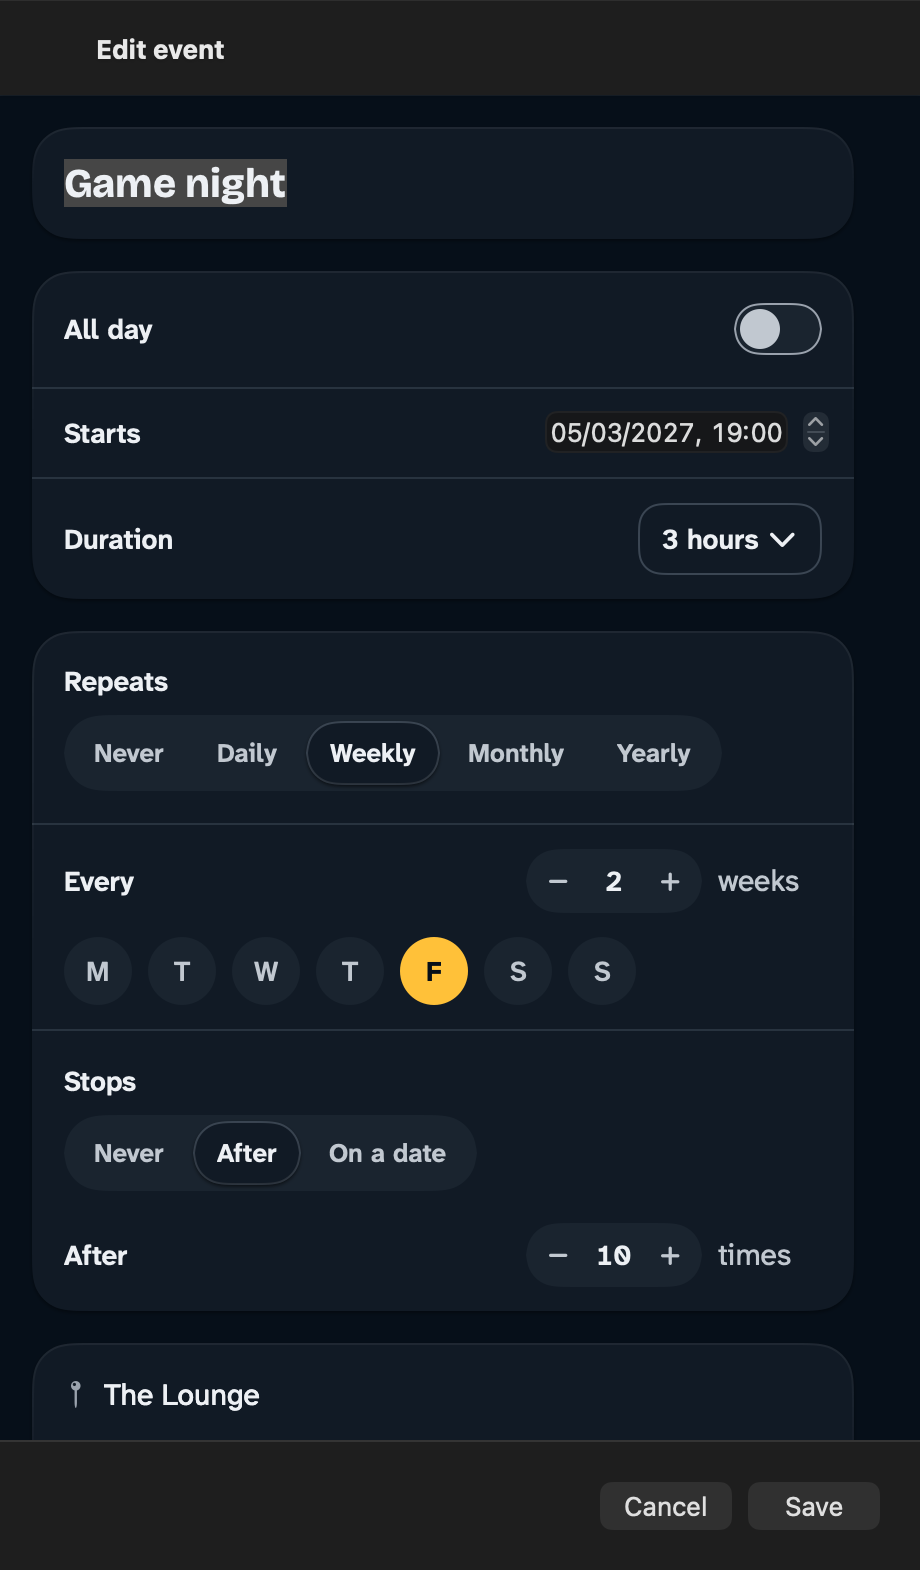 Edit event
Game night
All day
Starts 05/03/2027, 19:00
Duration 3 hours
Repeats
Never Daily Weekly Monthly Yearly
Every − 2 + weeks
M T W T F S S
Stops
Never After On a date
After − 10 + times
The Lounge
Cancel Save